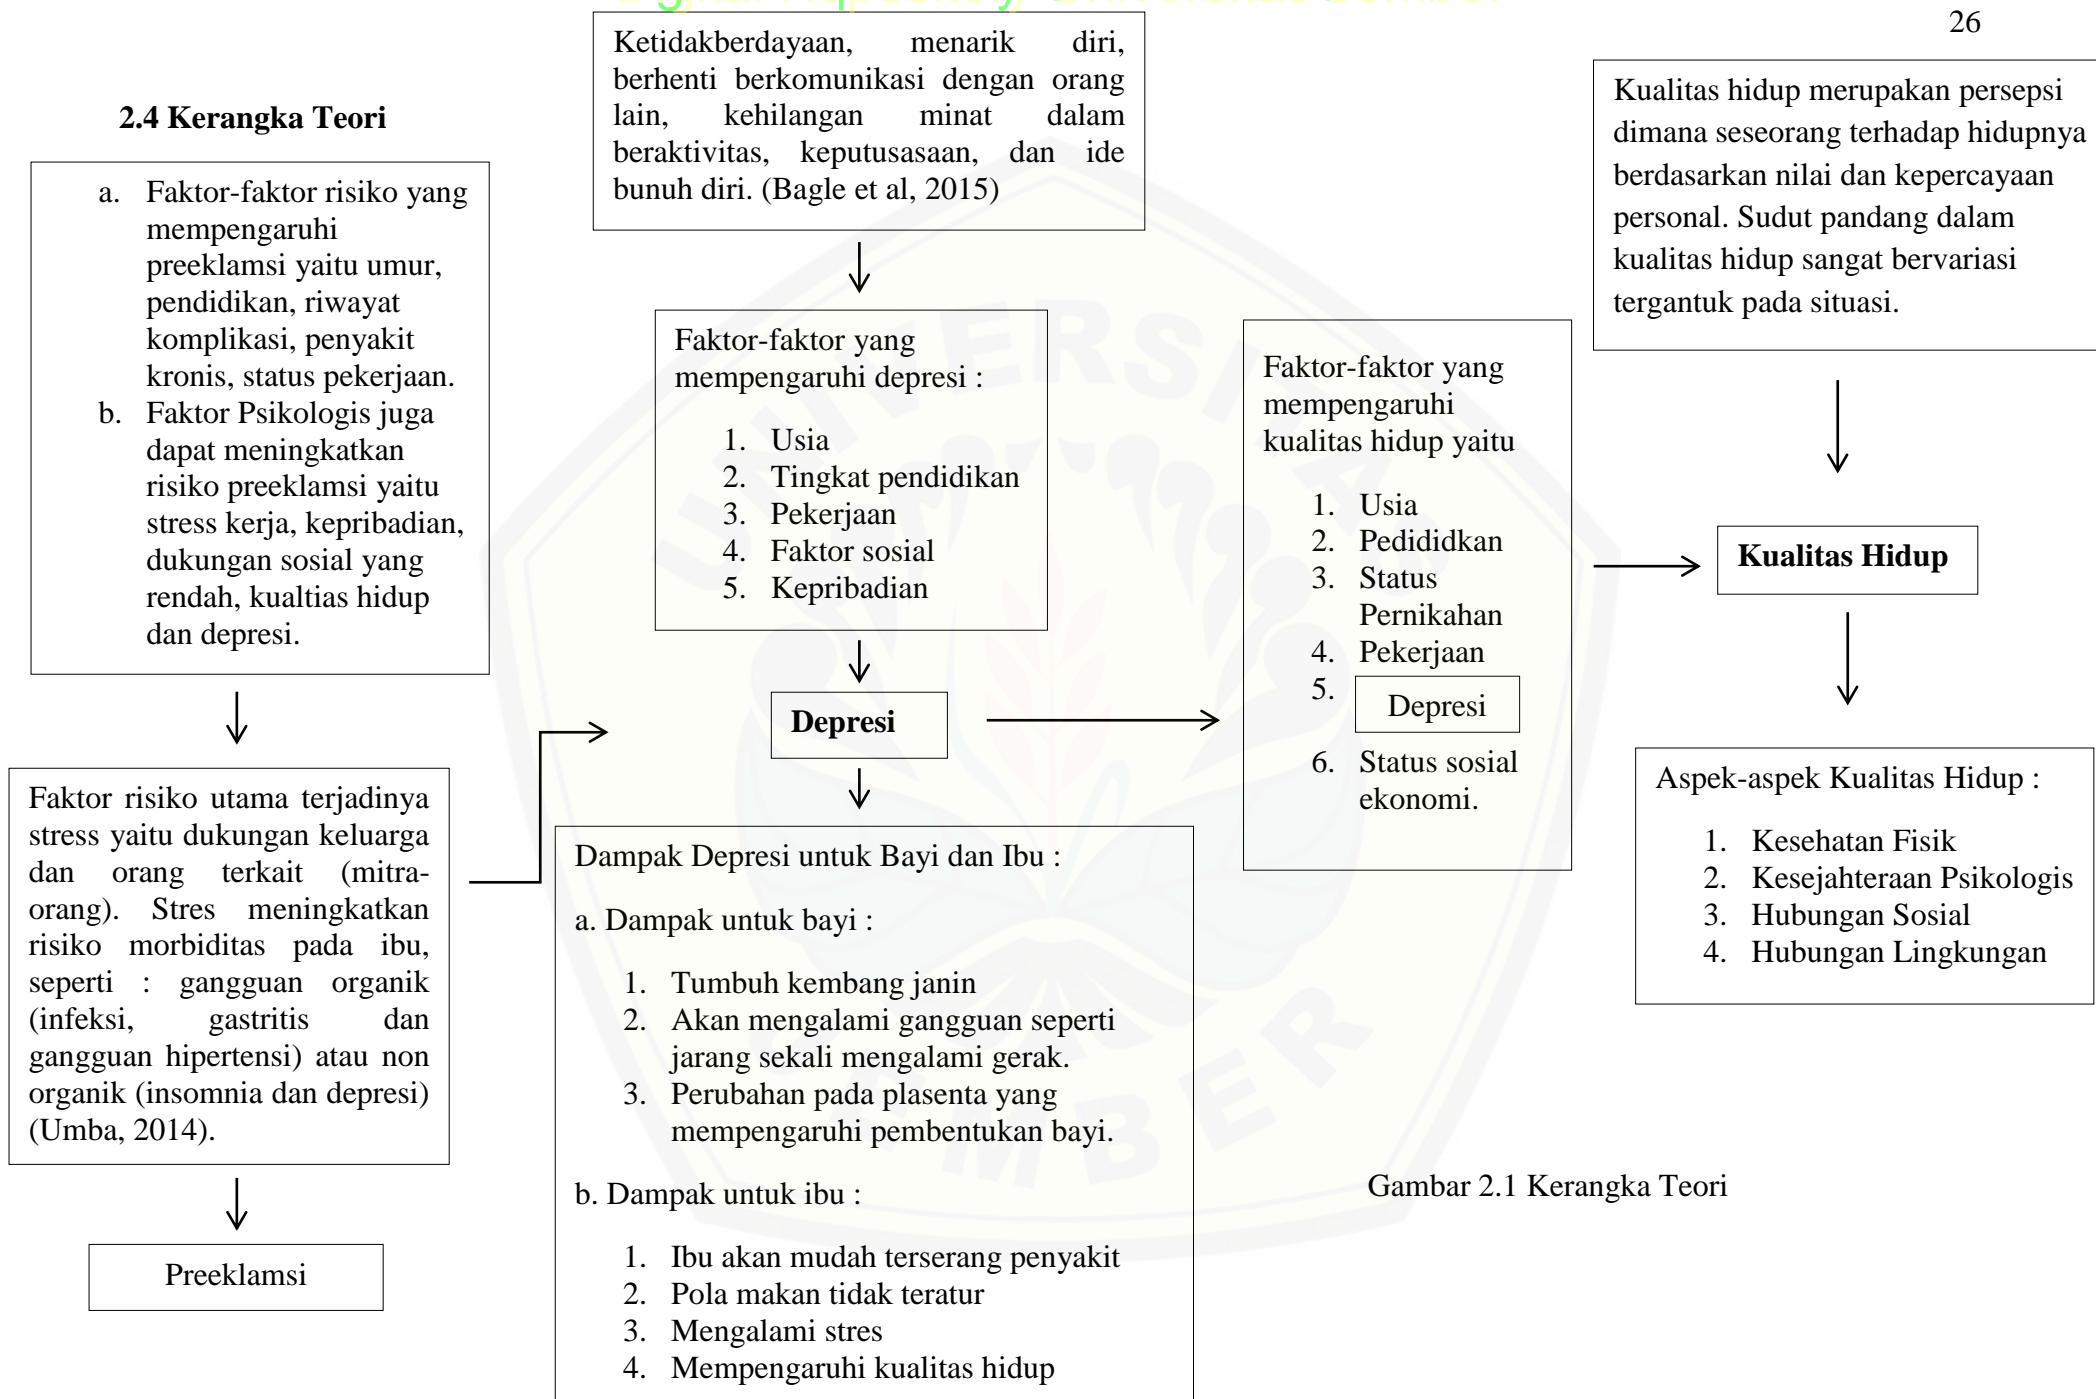 Digital Repository Universitas Jember
26
2.4 Kerangka Teori
a. Faktor-faktor risiko yang
mempengaruhi
preeklamsi yaitu umur,
pendidikan, riwayat
komplikasi, penyakit
kronis, status pekerjaan.
b. Faktor Psikologis juga
dapat meningkatkan
risiko preeklamsi yaitu
stress kerja, kepribadian,
dukungan sosial yang
rendah, kualtias hidup
dan depresi.
Faktor risiko utama terjadinya
stress yaitu dukungan keluarga
dan orang terkait (mitra-
orang). Stres meningkatkan
risiko morbiditas pada ibu,
seperti : gangguan organik
(infeksi, gastritis dan
gangguan hipertensi) atau non
organik (insomnia dan depresi)
(Umba, 2014).
Preeklamsi
Ketidakberdayaan, menarik diri,
berhenti berkomunikasi dengan orang
lain, kehilangan minat dalam
beraktivitas, keputusasaan, dan ide
bunuh diri. (Bagle et al, 2015)
Faktor-faktor yang
mempengaruhi depresi :
1. Usia
2. Tingkat pendidikan
3. Pekerjaan
4. Faktor sosial
5. Kepribadian
Depresi
Dampak Depresi untuk Bayi dan Ibu :
a. Dampak untuk bayi :
1. Tumbuh kembang janin
2. Akan mengalami gangguan seperti
jarang sekali mengalami gerak.
3. Perubahan pada plasenta yang
mempengaruhi pembentukan bayi.
b. Dampak untuk ibu :
1. Ibu akan mudah terserang penyakit
2. Pola makan tidak teratur
3. Mengalami stres
4. Mempengaruhi kualitas hidup
Faktor-faktor yang
mempengaruhi
kualitas hidup yaitu
1. Usia
2. Pedididkan
3. Status
Pernikahan
4. Pekerjaan
5. Depresi
6. Status sosial
ekonomi.
Kualitas hidup merupakan persepsi
dimana seseorang terhadap hidupnya
berdasarkan nilai dan kepercayaan
personal. Sudut pandang dalam
kualitas hidup sangat bervariasi
tergantuk pada situasi.
Kualitas Hidup
Aspek-aspek Kualitas Hidup :
1. Kesehatan Fisik
2. Kesejahteraan Psikologis
3. Hubungan Sosial
4. Hubungan Lingkungan
Gambar 2.1 Kerangka Teori
UNIVERSITAS
JEMBER